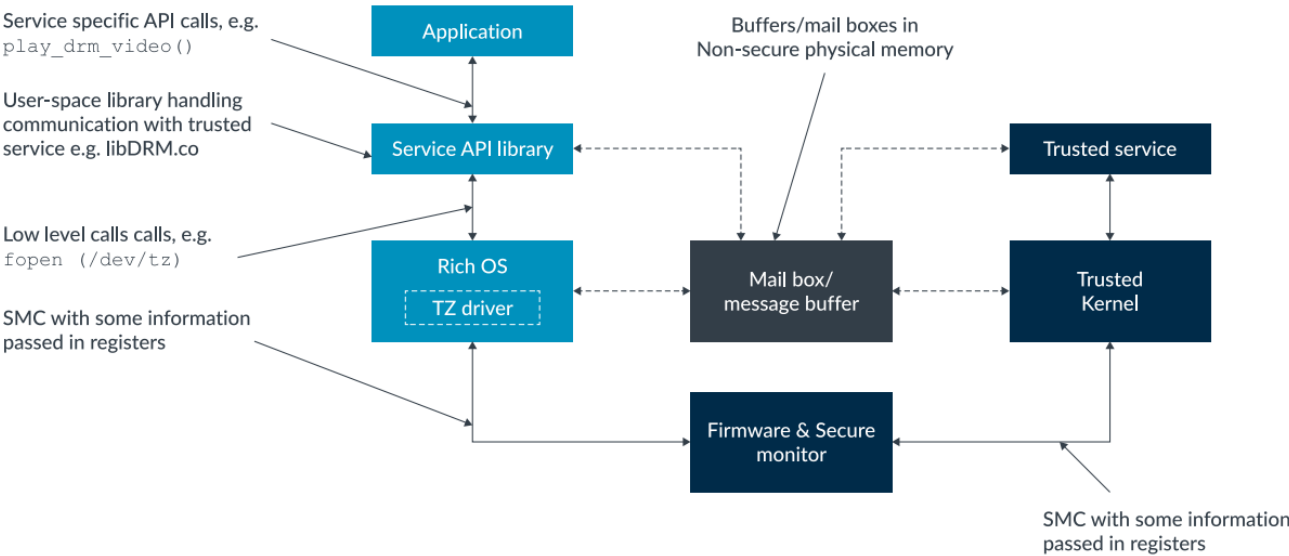 Service specific API calls, e.g.
play_drm_video()
Application
Buffers/mail boxes in
Non-secure physical memory
User-space library handling
communication with trusted
service e.g. libDRM.co
Service API library
Trusted service
Low level calls calls, e.g.
fopen (/dev/tz)
Rich OS
TZ driver
Mail box/
message buffer
Trusted
Kernel
SMC with some information
passed in registers
Firmware & Secure
monitor
SMC with some information
passed in registers